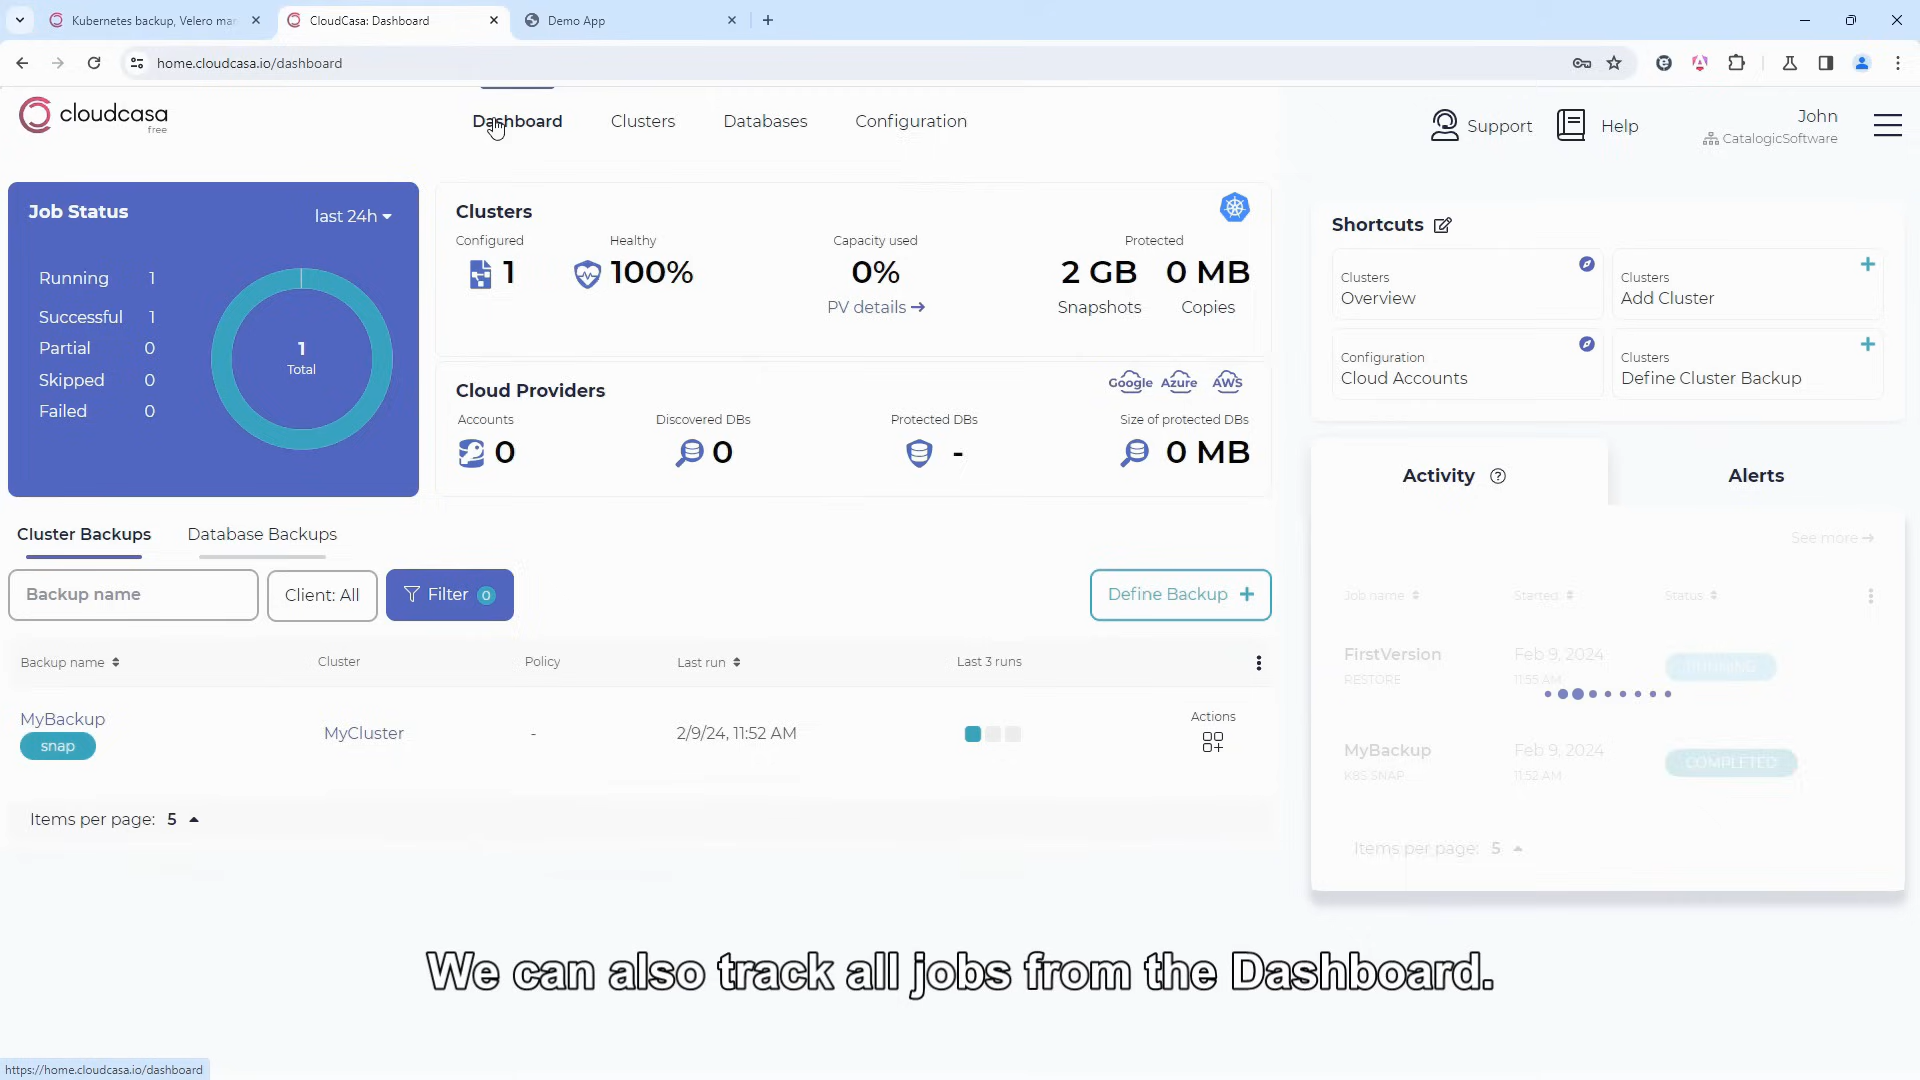 Kubernetes backup, Velero ma
CloudCasa: Dashboard
Demo App
home.cloudcasa.io/dashboard
cloudcasa
free
Dashboard
Clusters
Databases
Configuration
Support
Help
John
CatalogicSoftware
Job Status
last 24h
Running 1
Successful 1
Partial 0
Skipped 0
Failed 0
1
Total
Clusters
Configured
1
Healthy
100%
Capacity used
0%
PV details
Protected
2 GB
Snapshots
0 MB
Copies
Cloud Providers
Google
Azure
AWS
Accounts
0
Discovered DBs
0
Protected DBs
-
Size of protected DBs
0 MB
Shortcuts
Clusters
Overview
Clusters
Add Cluster
Configuration
Cloud Accounts
Clusters
Define Cluster Backup
Activity
Alerts
See more
Job name
Started
Status
FirstVersion
RESTORE
Feb 9, 2024
11:55 AM
RUNNING
MyBackup
K8S SNAP
Feb 9, 2024
11:52 AM
COMPLETED
Items per page: 5
Cluster Backups
Database Backups
Backup name
Client: All
Filter 0
Define Backup +
Backup name
Cluster
Policy
Last run
Last 3 runs
MyBackup
snap
MyCluster
-
2/9/24, 11:52 AM
Actions
Items per page: 5
We can also track all jobs from the Dashboard.
https://home.cloudcasa.io/dashboard